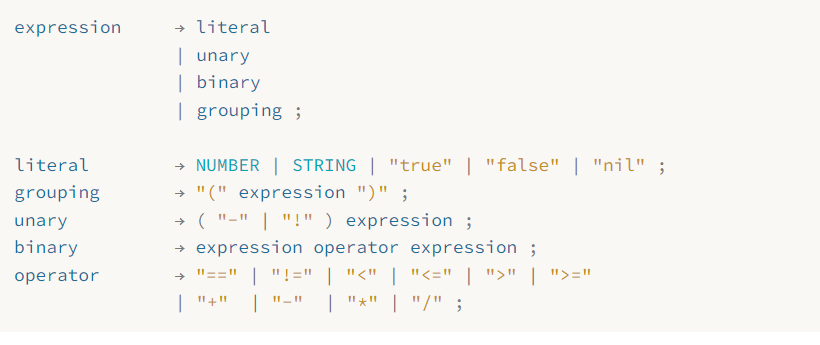 expression → literal
| unary
| binary
| grouping ;
literal → NUMBER | STRING | "true" | "false" | "nil" ;
grouping → "(" expression ")" ;
unary → ( "-" | "!" ) expression ;
binary → expression operator expression ;
operator → "==" | "!=" | "<" | "<=" | ">" | ">="
| "+" | "-" | "*" | "/" ;